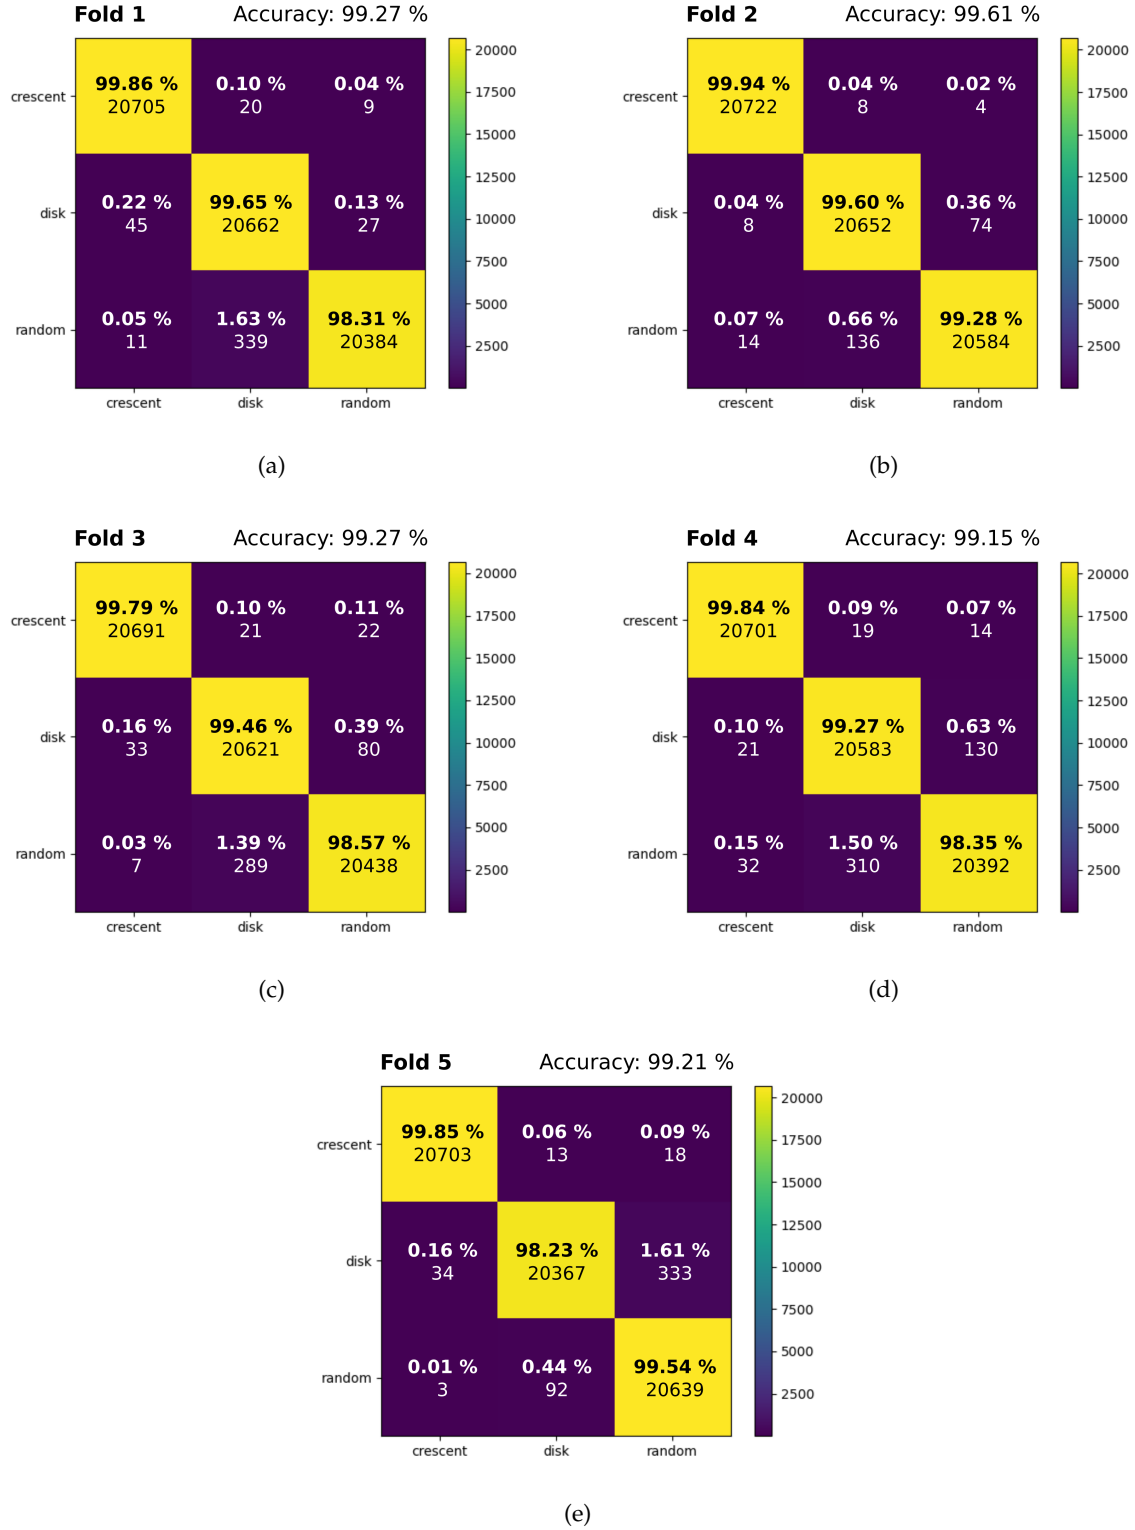 Fold 1 Accuracy: 99.27 %
crescent 99.86 % 0.10 % 0.04 %
20705 20 9
disk 0.22 % 99.65 % 0.13 %
45 20662 27
random 0.05 % 1.63 % 98.31 %
11 339 20384
crescent disk random
20000
17500
15000
12500
10000
7500
5000
2500
(a)
Fold 2 Accuracy: 99.61 %
crescent 99.94 % 0.04 % 0.02 %
20722 8 4
disk 0.04 % 99.60 % 0.36 %
8 20652 74
random 0.07 % 0.66 % 99.28 %
14 136 20584
crescent disk random
20000
17500
15000
12500
10000
7500
5000
2500
(b)
Fold 3 Accuracy: 99.27 %
crescent 99.79 % 0.10 % 0.11 %
20691 21 22
disk 0.16 % 99.46 % 0.39 %
33 20621 80
random 0.03 % 1.39 % 98.57 %
7 289 20438
crescent disk random
20000
17500
15000
12500
10000
7500
5000
2500
(c)
Fold 4 Accuracy: 99.15 %
crescent 99.84 % 0.09 % 0.07 %
20701 19 14
disk 0.10 % 99.27 % 0.63 %
21 20583 130
random 0.15 % 1.50 % 98.35 %
32 310 20392
crescent disk random
20000
17500
15000
12500
10000
7500
5000
2500
(d)
Fold 5 Accuracy: 99.21 %
crescent 99.85 % 0.06 % 0.09 %
20703 13 18
disk 0.16 % 98.23 % 1.61 %
34 20367 333
random 0.01 % 0.44 % 99.54 %
3 92 20639
crescent disk random
20000
17500
15000
12500
10000
7500
5000
2500
(e)